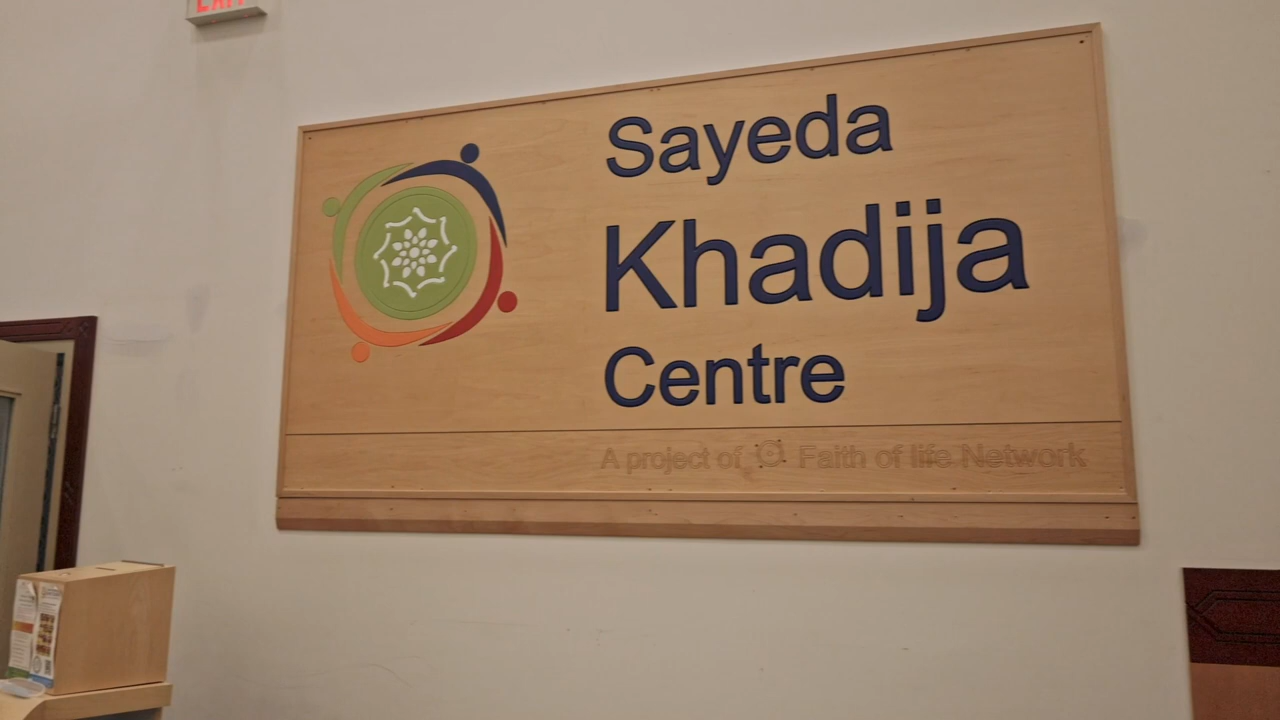 EXIT
Sayeda
Khadija
Centre
A project of Faith of life Network